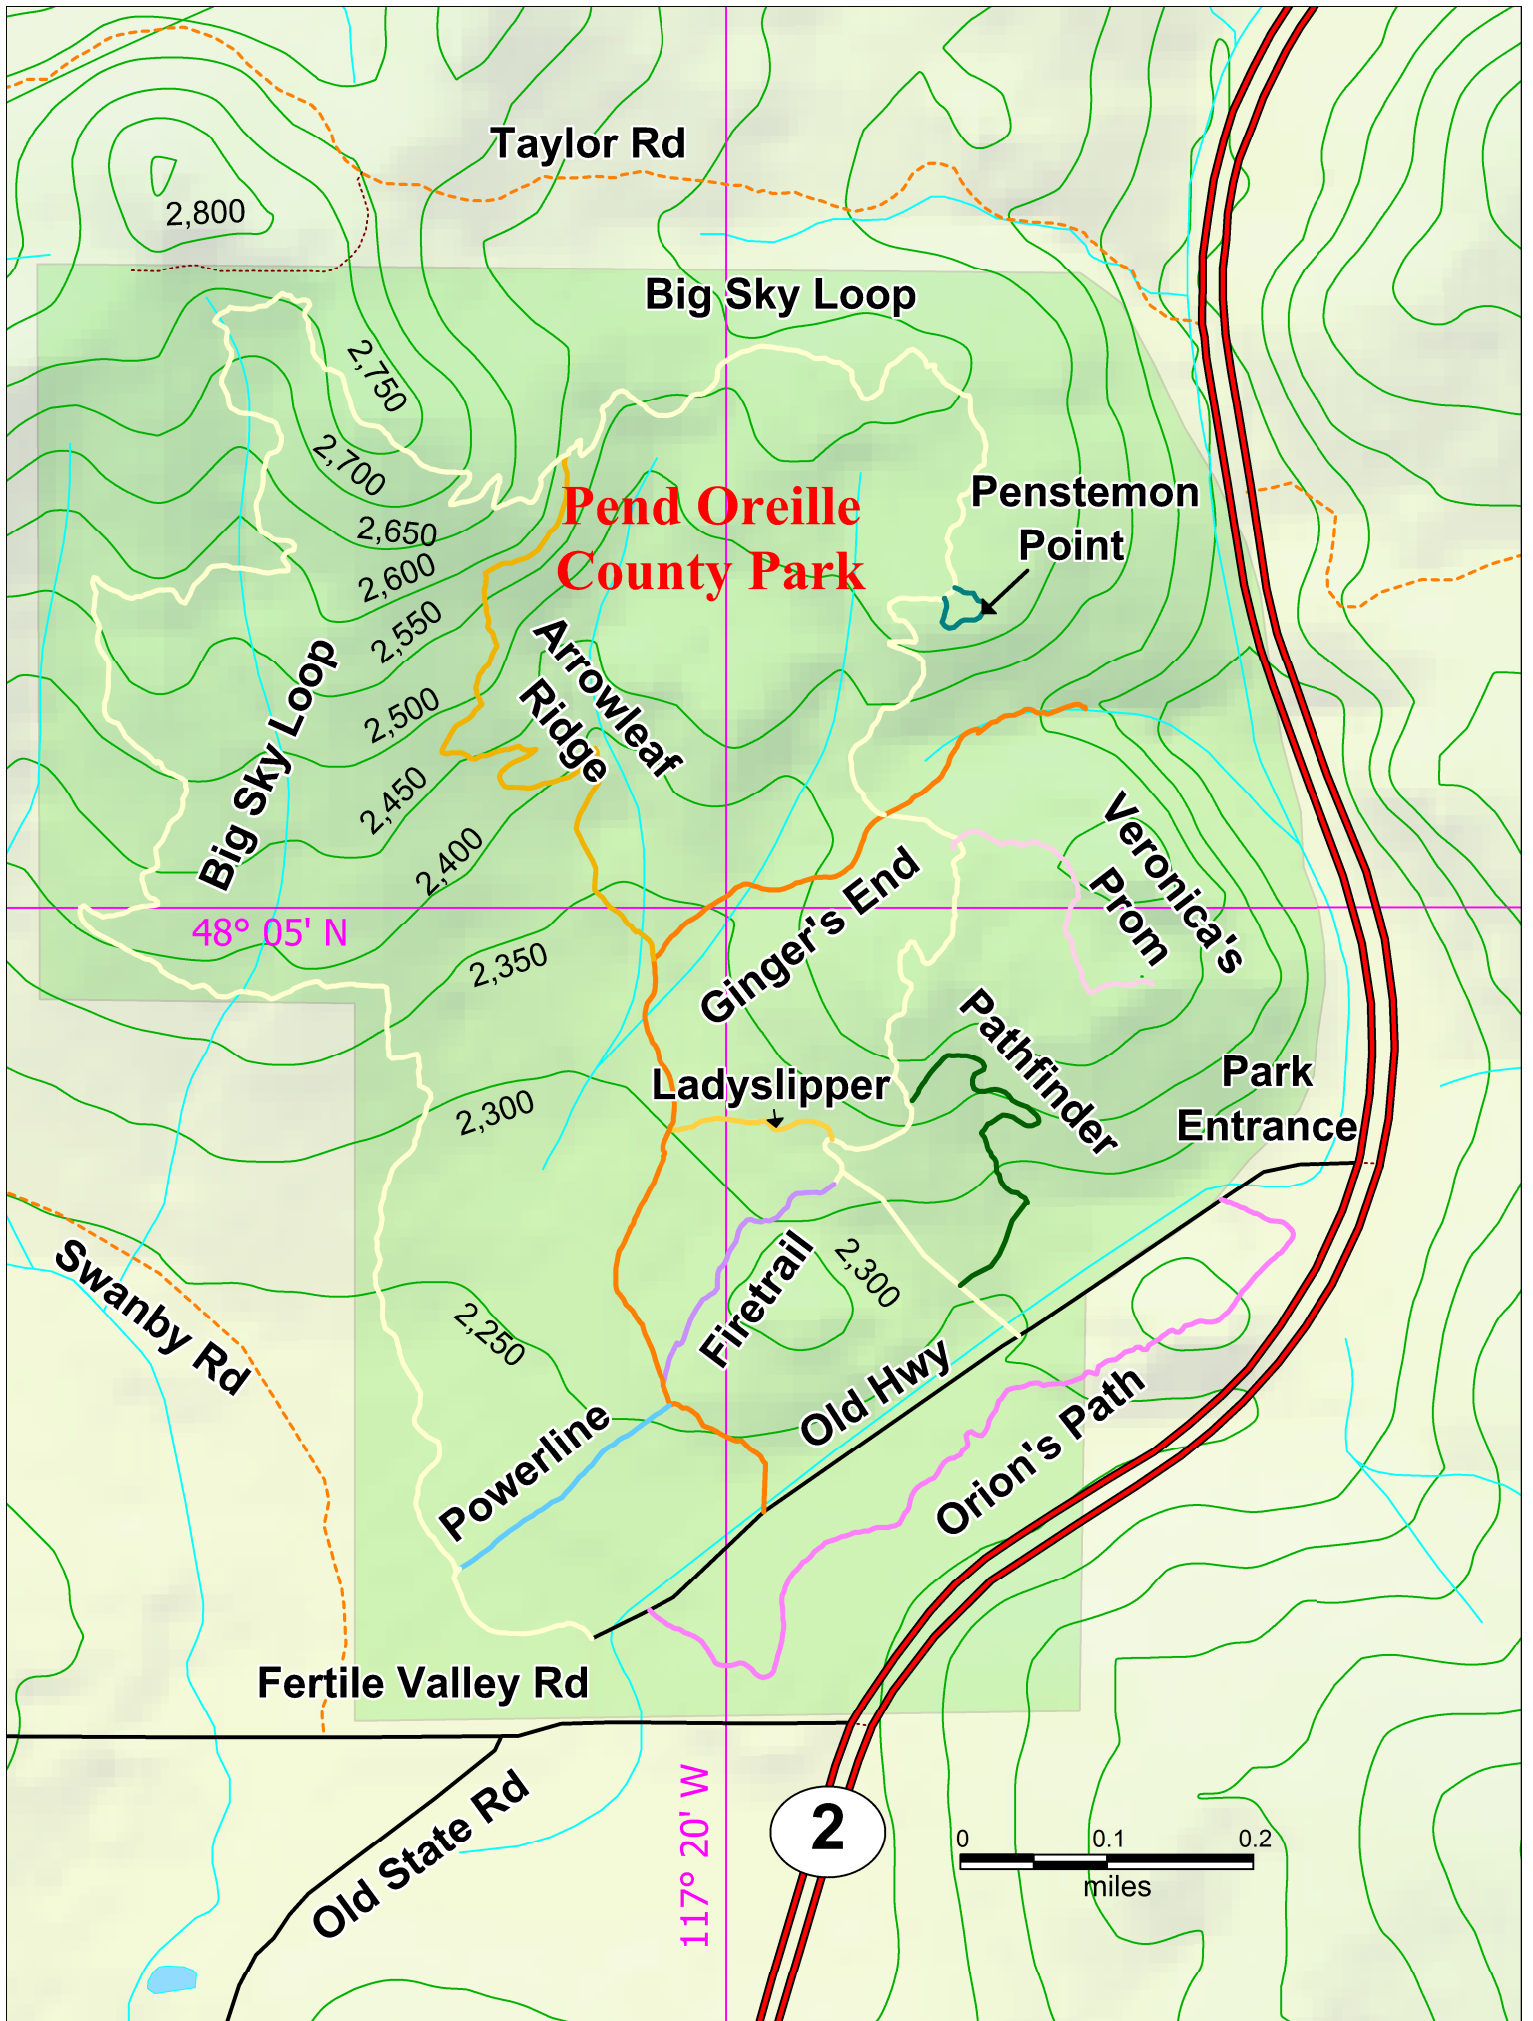 Taylor Rd
2,800
Big Sky Loop
2,750
2,700
Penstemon
Point
Pend Oreille
County Park
2,650
2,600
2,550
Arrowleaf
Ridge
2,500
Big Sky Loop
2,450
2,400
Veronica's
Prom
48° 05' N
Ginger's End
2,350
Pathfinder
Park
Entrance
Ladyslipper
2,300
Swanby Rd
Firetrail
2,300
2,250
Old Hwy
Orion's Path
Powerline
Fertile Valley Rd
117° 20' W
Old State Rd
2
0 0.1 0.2
miles